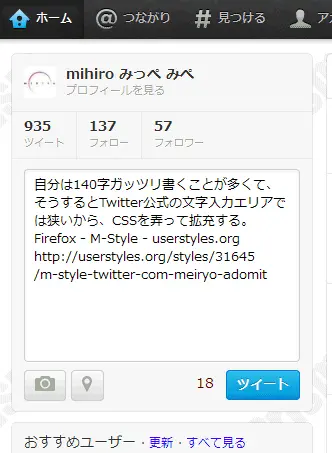 ホーム @ つながり # 見つける ア
mihiro みっぺ みぺ
プロフィールを見る
935 137 57
ツイート フォロー フォロワー
自分は140字ガッツリ書くことが多くて、
そうするとTwitter公式の文字入力エリアで
は狭いから、CSSを弄って拡充する。
Firefox - M-Style - userstyles.org
http://userstyles.org/styles/31645
/m-style-twitter-com-meiryo-adomit
18 ツイート
おすすめユーザー · 更新 · すべて見る